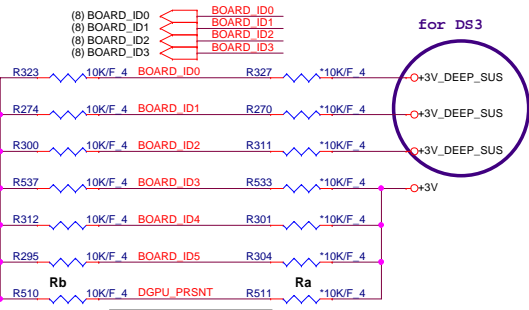 (8) BOARD_ID0 BOARD_ID0
(8) BOARD_ID1 BOARD_ID1
(8) BOARD_ID2 BOARD_ID2
(8) BOARD_ID3 BOARD_ID3
for DS3
R323 10K/F_4 BOARD_ID0 R327 *10K/F_4 +3V_DEEP_SUS
R274 10K/F_4 BOARD_ID1 R270 *10K/F_4 +3V_DEEP_SUS
R300 10K/F_4 BOARD_ID2 R311 *10K/F_4 +3V_DEEP_SUS
R537 10K/F_4 BOARD_ID3 R533 *10K/F_4 +3V
R312 10K/F_4 BOARD_ID4 R301 *10K/F_4
R295 10K/F_4 BOARD_ID5 R304 *10K/F_4
Rb Ra
R510 10K/F_4 DGPU_PRSNT R511 *10K/F_4